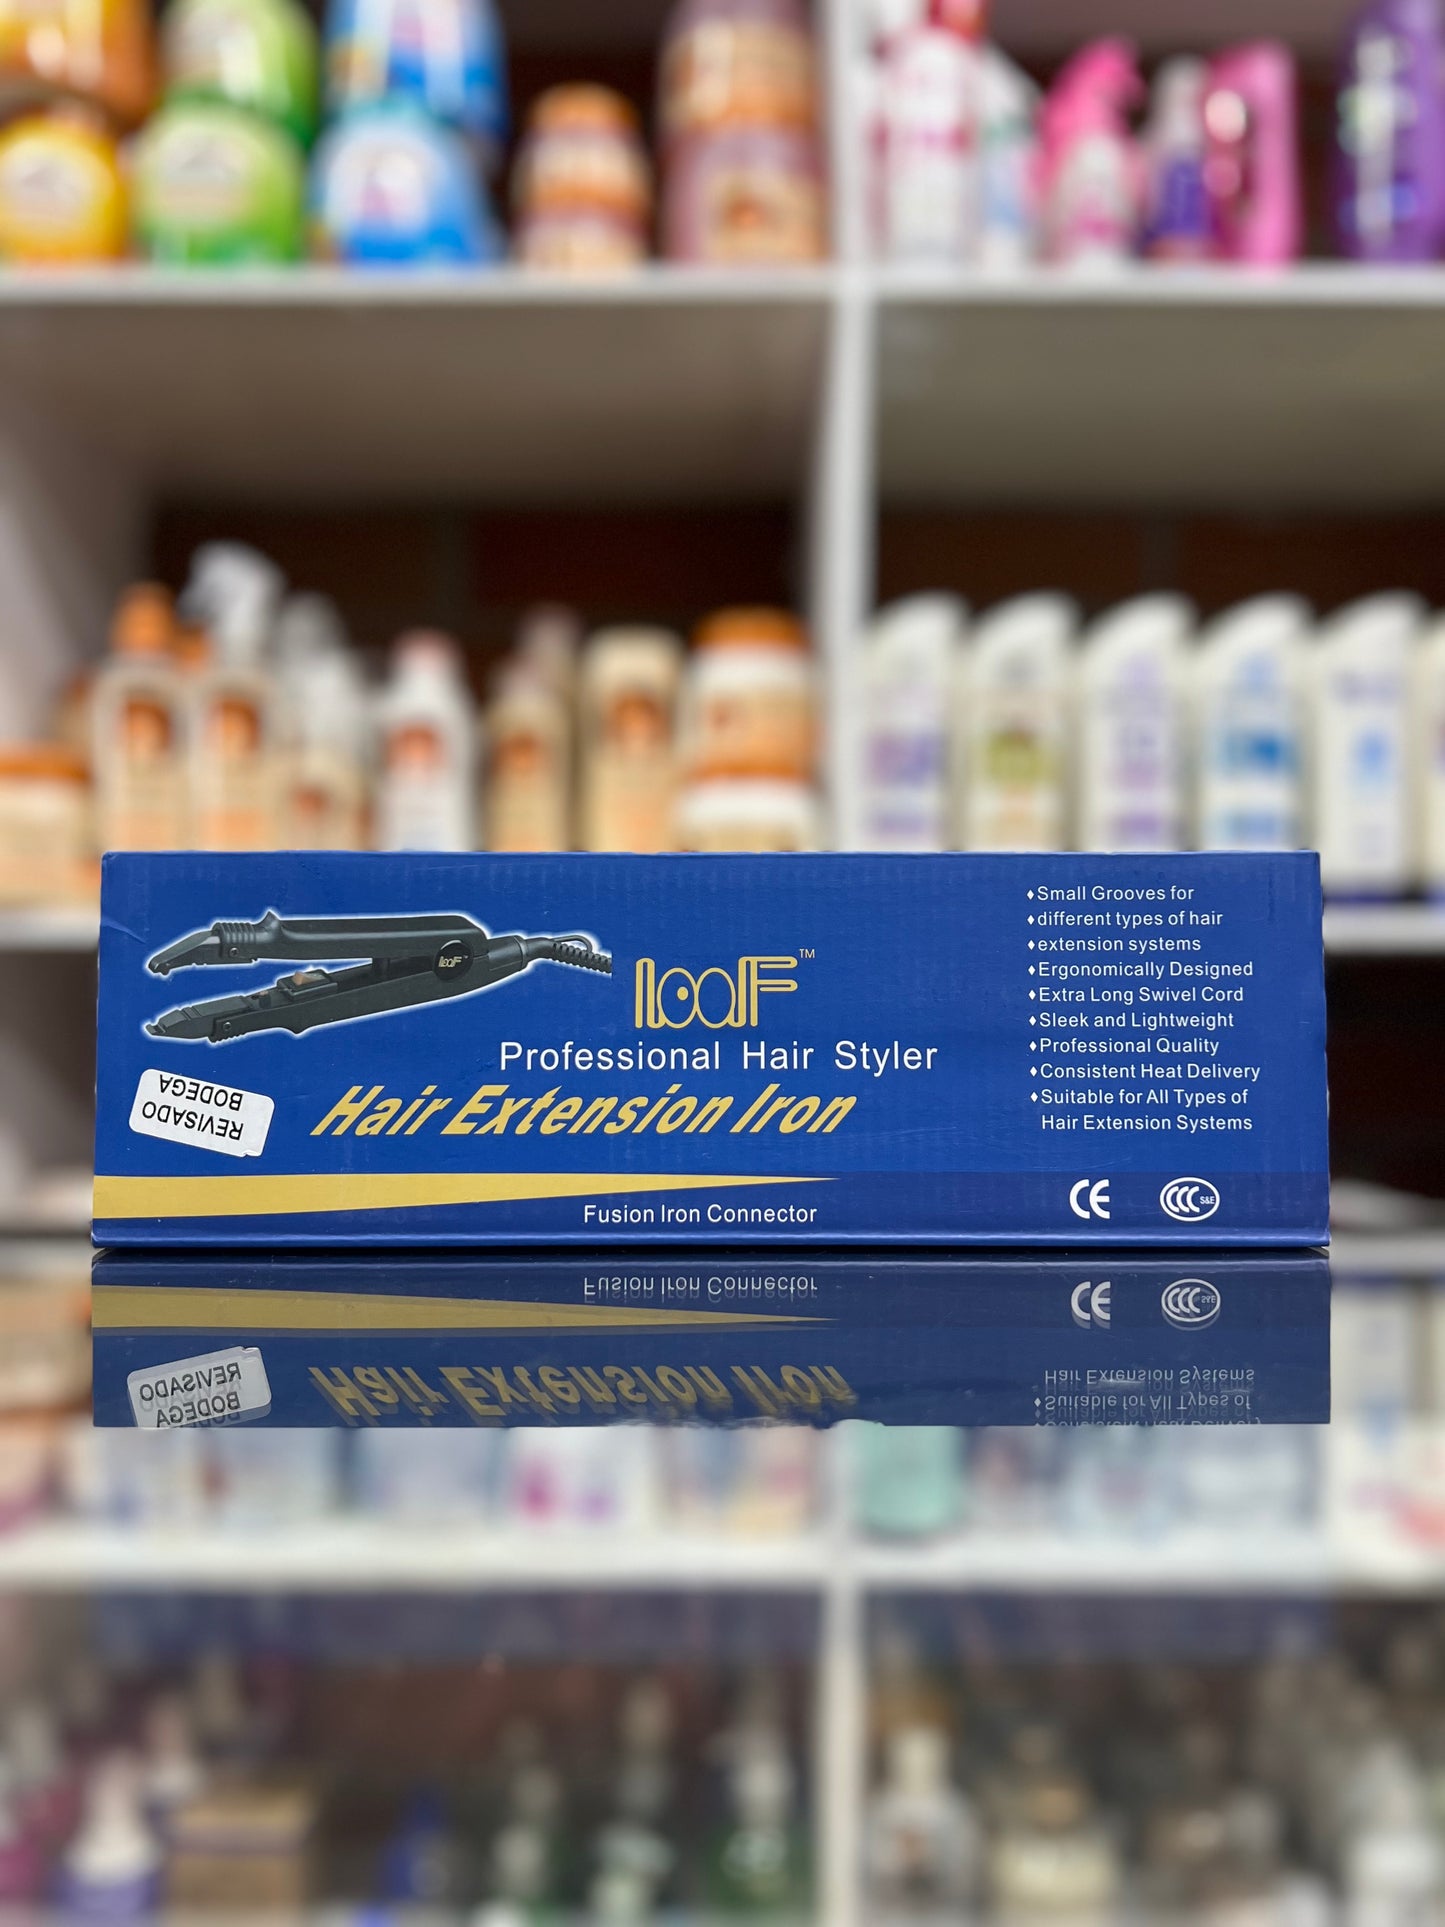 LOOF
LOOF™
Professional Hair Styler
Hair Extension Iron
Fusion Iron Connector
REVISADO
BODEGA
♦Small Grooves for
♦different types of hair
♦extension systems
♦Ergonomically Designed
♦Extra Long Swivel Cord
♦Sleek and Lightweight
♦Professional Quality
♦Consistent Heat Delivery
♦Suitable for All Types of
Hair Extension Systems
CE
CCC S&E